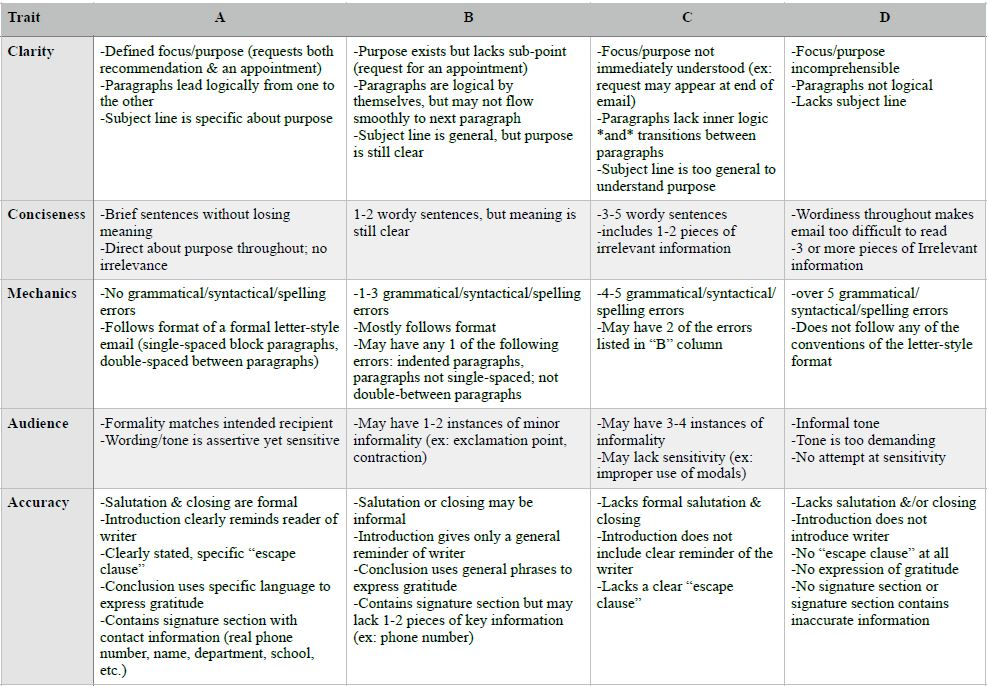 Trait A B C D
Clarity
-Defined focus/purpose (requests both
recommendation & an appointment)
-Paragraphs lead logically from one to
the other
-Subject line is specific about purpose
-Purpose exists but lacks sub-point
(request for an appointment)
-Paragraphs are logical by
themselves, but may not flow
smoothly to next paragraph
-Subject line is general, but purpose
is still clear
-Focus/purpose not
immediately understood (ex:
request may appear at end of
email)
-Paragraphs lack inner logic
*and* transitions between
paragraphs
-Subject line is too general to
understand purpose
-Focus/purpose
incomprehensible
-Paragraphs not logical
-Lacks subject line
Conciseness
-Brief sentences without losing
meaning
-Direct about purpose throughout; no
irrelevance
1-2 wordy sentences, but meaning is
still clear
-3-5 wordy sentences
-includes 1-2 pieces of
irrelevant information
-Wordiness throughout makes
email too difficult to read
-3 or more pieces of Irrelevant
information
Mechanics
-No grammatical/syntactical/spelling
errors
-Follows format of a formal letter-style
email (single-spaced block paragraphs,
double-spaced between paragraphs)
-1-3 grammatical/syntactical/spelling
errors
-Mostly follows format
-May have any 1 of the following
errors: indented paragraphs,
paragraphs not single-spaced; not
double-between paragraphs
-4-5 grammatical/syntactical/
spelling errors
-May have 2 of the errors
listed in “B” column
-over 5 grammatical/
syntactical/spelling errors
-Does not follow any of the
conventions of the letter-style
format
Audience
-Formality matches intended recipient
-Wording/tone is assertive yet sensitive
-May have 1-2 instances of minor
informality (ex: exclamation point,
contraction)
-May have 3-4 instances of
informality
-May lack sensitivity (ex:
improper use of modals)
-Informal tone
-Tone is too demanding
-No attempt at sensitivity
Accuracy
-Salutation & closing are formal
-Introduction clearly reminds reader of
writer
-Clearly stated, specific “escape
clause”
-Conclusion uses specific language to
express gratitude
-Contains signature section with
contact information (real phone
number, name, department, school,
etc.)
-Salutation or closing may be
informal
-Introduction gives only a general
reminder of writer
-Conclusion uses general phrases to
express gratitude
-Contains signature section but may
lack 1-2 pieces of key information
(ex: phone number)
-Lacks formal salutation &
closing
-Introduction does not
include clear reminder of the
writer
-Lacks a clear “escape
clause”
-Lacks salutation &/or closing
-Introduction does not
introduce writer
-No “escape clause” at all
-No expression of gratitude
-No signature section or
signature section contains
inaccurate information